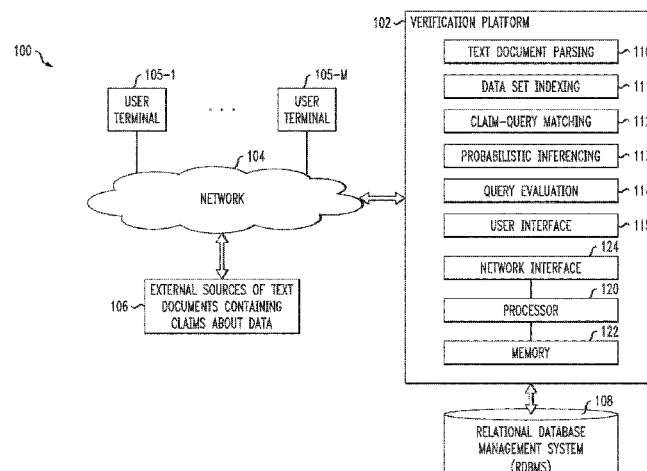 100
105-1
USER
TERMINAL
. . .
105-M
USER
TERMINAL
104
NETWORK
106
EXTERNAL SOURCES OF TEXT
DOCUMENTS CONTAINING
CLAIMS ABOUT DATA
102
VERIFICATION PLATFORM
TEXT DOCUMENT PARSING
110
DATA SET INDEXING
111
CLAIM-QUERY MATCHING
112
PROBABILISTIC INFERENCING
113
QUERY EVALUATION
114
USER INTERFACE
115
124
NETWORK INTERFACE
120
PROCESSOR
122
MEMORY
108
RELATIONAL DATABASE
MANAGEMENT SYSTEM
(RDBMS)